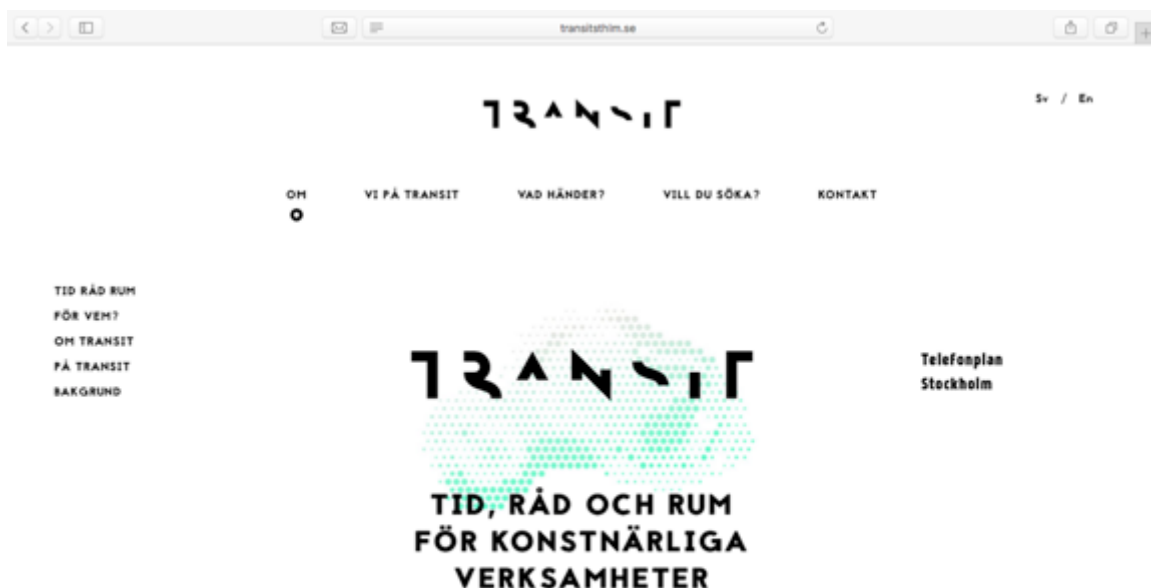 transitsthim.se
TRANSIT
Sv / En
OM VI PÅ TRANSIT VAD HÄNDER? VILL DU SÖKA? KONTAKT
TID RÅD RUM
FÖR VEM?
OM TRANSIT
PÅ TRANSIT
BAKGRUND
TRANSIT
Telefonplan
Stockholm
TID, RÅD OCH RUM
FÖR KONSTNÄRLIGA
VERKSAMHETER